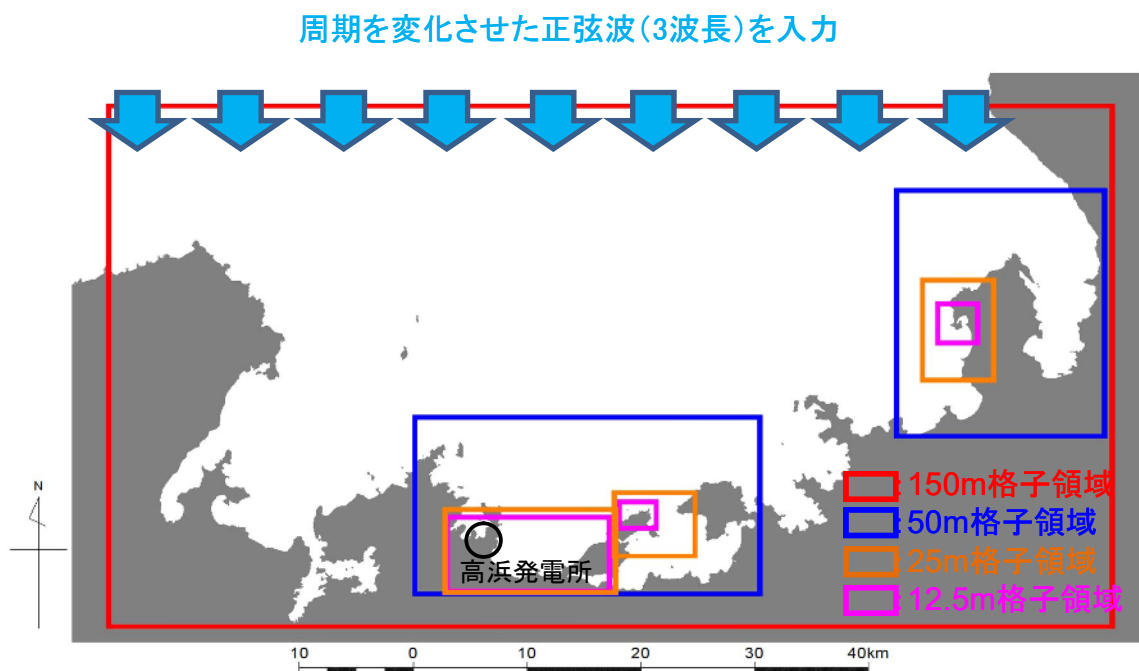 周期を変化させた正弦波(3波長)を入力
N
高浜発電所
:150m格子領域
:50m格子領域
:25m格子領域
:12.5m格子領域
10 0 10 20 30 40km